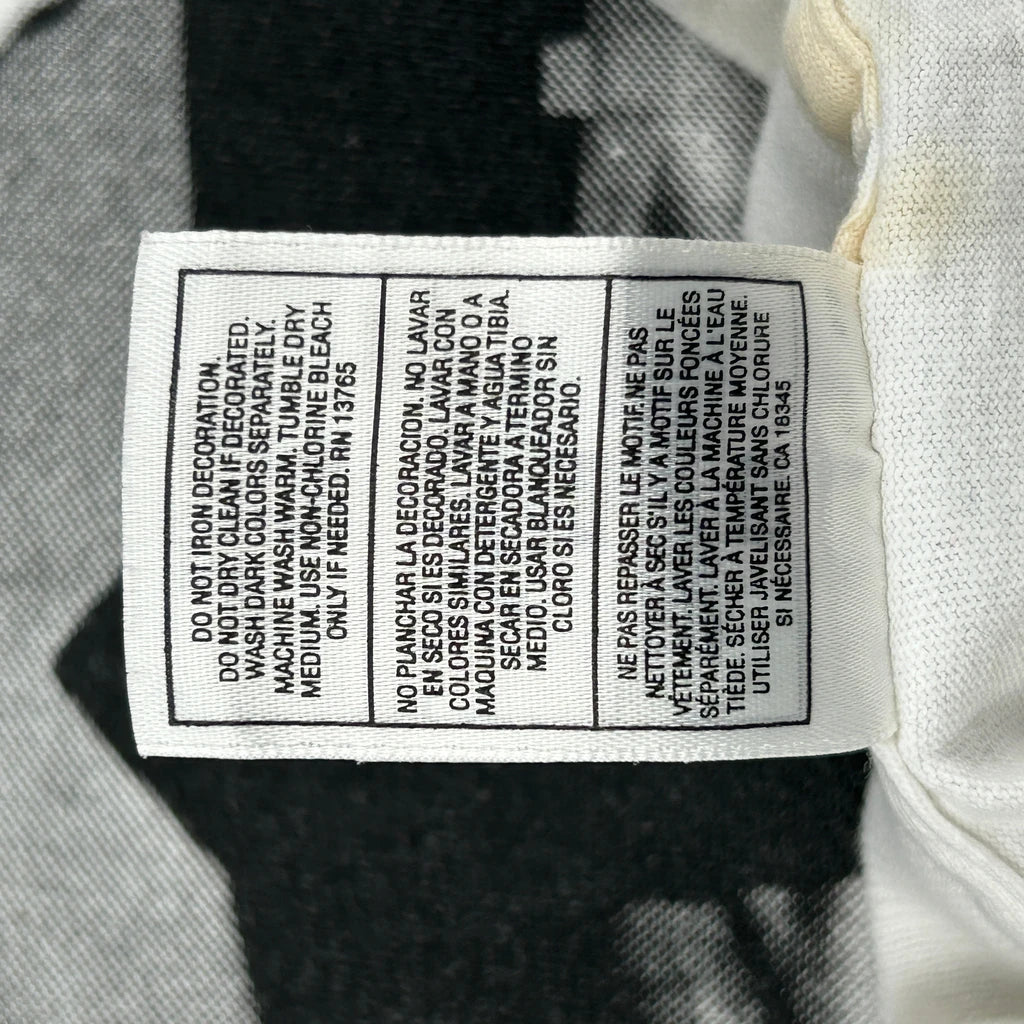 DO NOT IRON DECORATION.
DO NOT DRY CLEAN IF DECORATED.
WASH DARK COLORS SEPARATELY.
MACHINE WASH WARM. TUMBLE DRY
MEDIUM. USE NON-CHLORINE BLEACH
ONLY IF NEEDED. RN 13765
NO PLANCHAR LA DECORACION. NO LAVAR
EN SECO SI ES DECORADO. LAVAR CON
COLORES SIMILARES. LAVAR A MANO O A
MAQUINA CON DETERGENTE Y AGUA TIBIA.
SECAR EN SECADORA A TERMINO
MEDIO. USAR BLANQUEADOR SIN
CLORO SI ES NECESARIO.
NE PAS REPASSER LE MOTIF. NE PAS
NETTOYER À SEC S'IL Y A MOTIF SUR LE
VÊTEMENT. LAVER LES COULEURS FONCÉES
SÉPARÉMENT. LAVER À LA MACHINE À L'EAU
TIÈDE. SÉCHER À TEMPÉRATURE MOYENNE.
UTILISER JAVELISANT SANS CHLORURE
SI NÉCESSAIRE. CA 18345